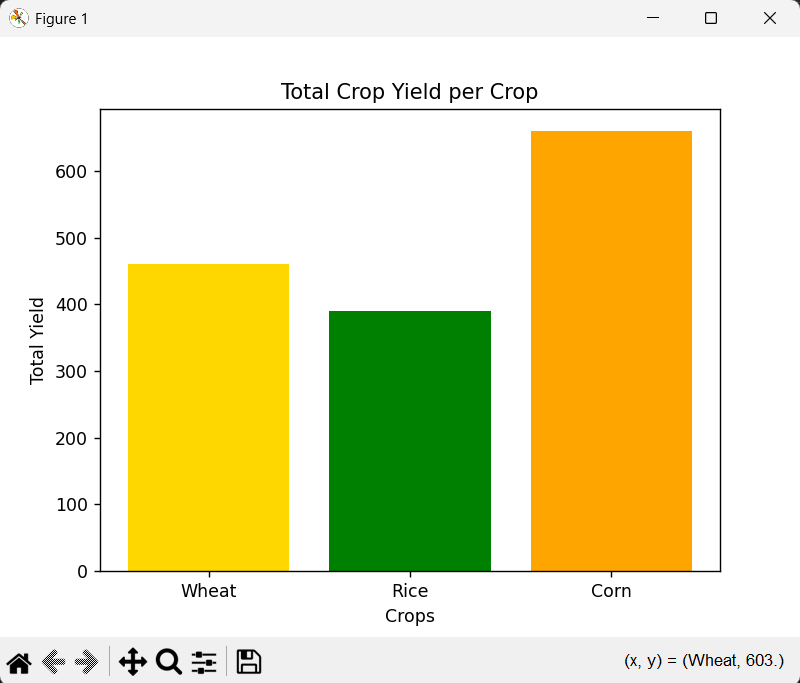 Figure 1
Total Crop Yield per Crop
Total Yield
600
500
400
300
200
100
0
Wheat Rice Corn
Crops
(x, y) = (Wheat, 603.)